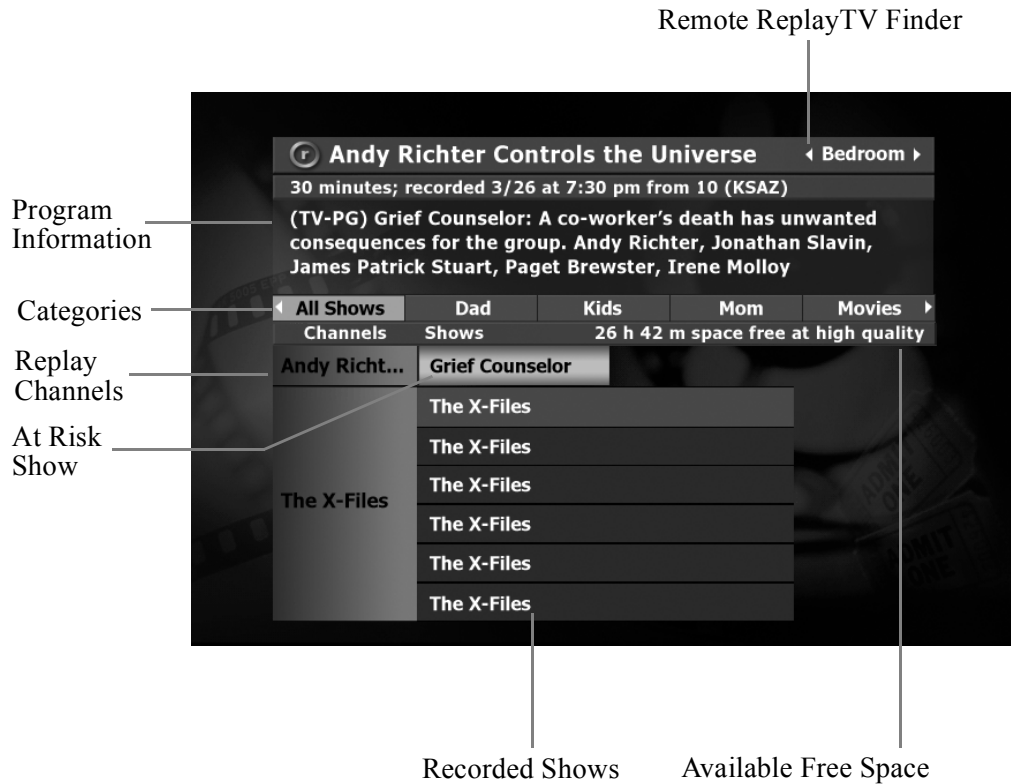 Remote ReplayTV Finder
r Andy Richter Controls the Universe Bedroom
30 minutes; recorded 3/26 at 7:30 pm from 10 (KSAZ)
Program
Information
(TV-PG) Grief Counselor: A co-worker's death has unwanted
consequences for the group. Andy Richter, Jonathan Slavin,
James Patrick Stuart, Paget Brewster, Irene Molloy
Categories
All Shows Dad Kids Mom Movies
Channels Shows 26 h 42 m space free at high quality
Replay
Channels
Andy Richt... Grief Counselor
At Risk
Show
The X-Files
The X-Files
The X-Files
The X-Files
The X-Files
The X-Files
The X-Files
ADMIT
ONE
ADMIT
ONE
Recorded Shows
Available Free Space